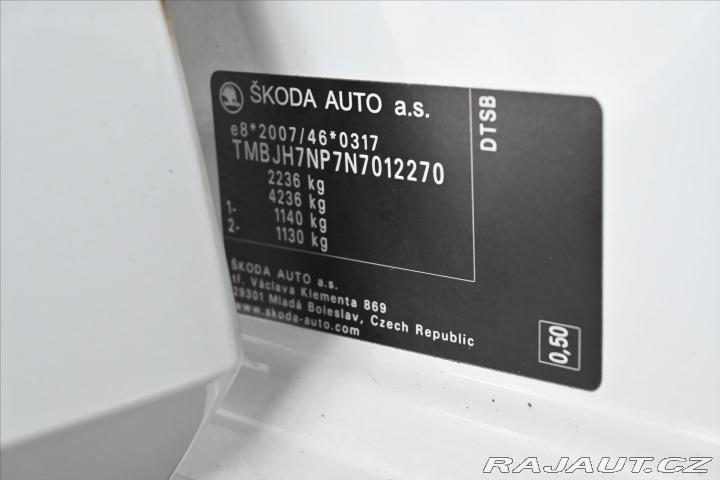 ŠKODA AUTO a.s.
DTSB
e8*2007/46*0317
TMBJH7NP7N7012270
2236 kg
4236 kg
1- 1140 kg
2- 1130 kg
ŠKODA AUTO a.s.
tř. Václava Klementa 869
29301 Mladá Boleslav, Czech Republic
www.skoda-auto.com
0,50
RAJAUT.CZ